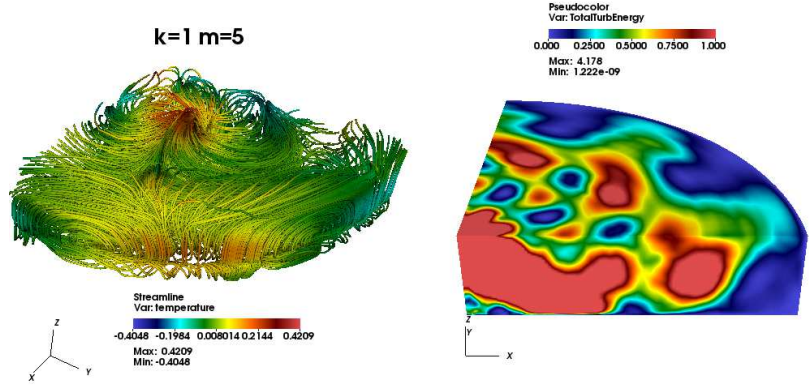 k=1 m=5
Streamline
Var: temperature
-0.4048 -0.1984 0.008014 0.2144 0.4209
Max: 0.4209
Min: -0.4048
Z
X
Y
Pseudocolor
Var: TotalTurbEnergy
0.000 0.2500 0.5000 0.7500 1.000
Max: 4.178
Min: 1.222e-09
Z
Y
X